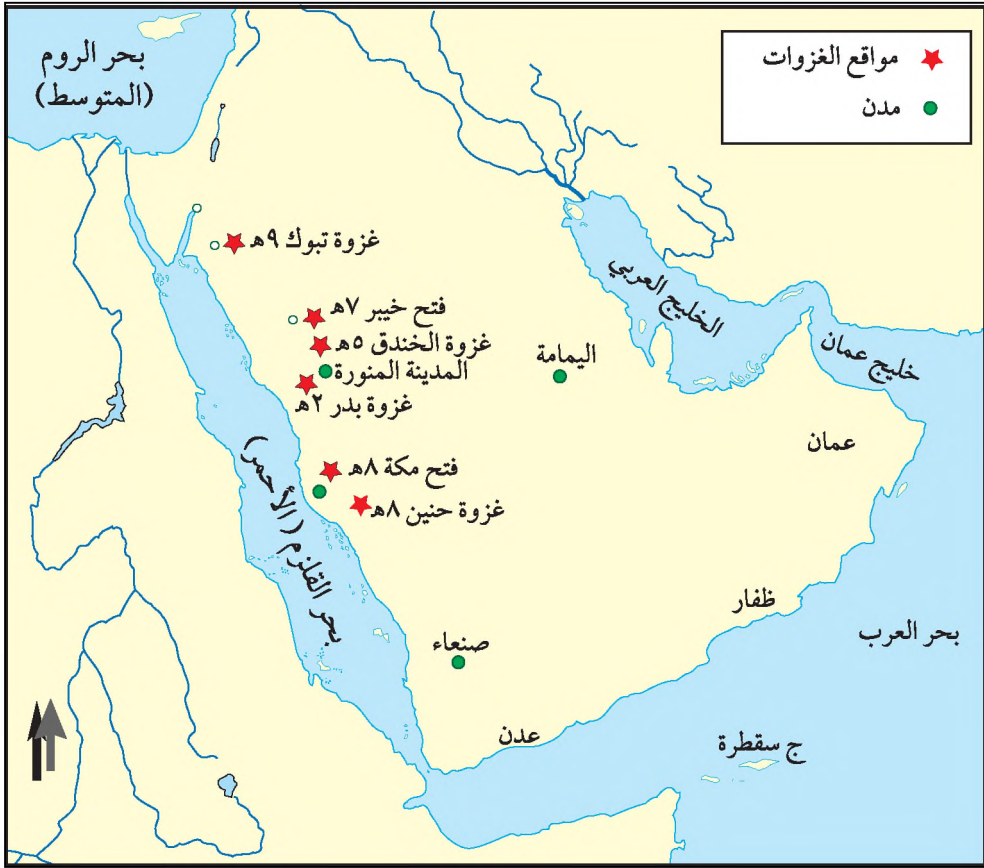 بحر الروم
(المتوسط)
مواقع الغزوات
مدن
غزوة تبوك ٩هـ
فتح خيبر ٧هـ
غزوة الخندق ٥هـ
المدينة المنورة
غزوة بدر ٢هـ
اليمامة
الخليج العربي
خليج عمان
عمان
فتح مكة ٨هـ
غزوة حنين ٨هـ
بحر القلزم (الأحمر)
ظفار
بحر العرب
صنعاء
عدن
ج سقطرة